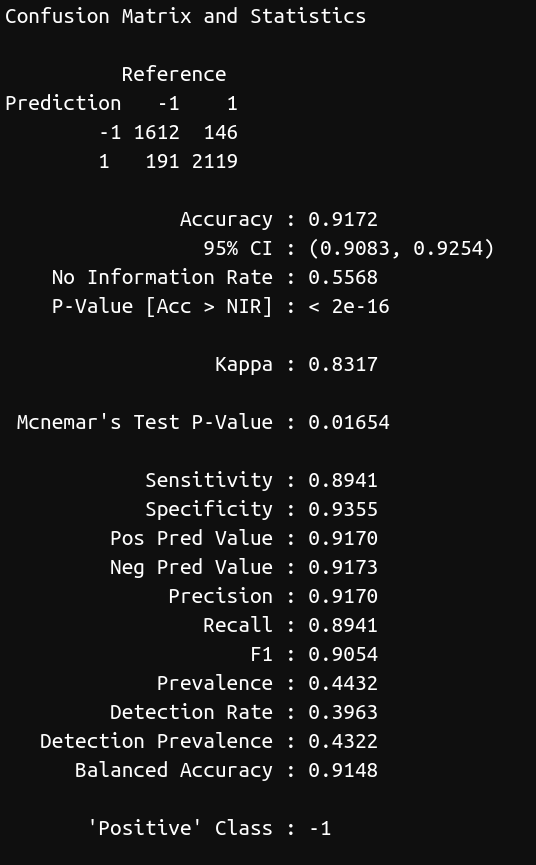 Confusion Matrix and Statistics

          Reference
Prediction   -1    1
        -1 1612  146
        1   191 2119

               Accuracy : 0.9172
                 95% CI : (0.9083, 0.9254)
    No Information Rate : 0.5568
    P-Value [Acc > NIR] : < 2e-16

                  Kappa : 0.8317

 Mcnemar's Test P-Value : 0.01654

            Sensitivity : 0.8941
            Specificity : 0.9355
         Pos Pred Value : 0.9170
         Neg Pred Value : 0.9173
              Precision : 0.9170
                 Recall : 0.8941
                     F1 : 0.9054
             Prevalence : 0.4432
         Detection Rate : 0.3963
   Detection Prevalence : 0.4322
      Balanced Accuracy : 0.9148

       'Positive' Class : -1